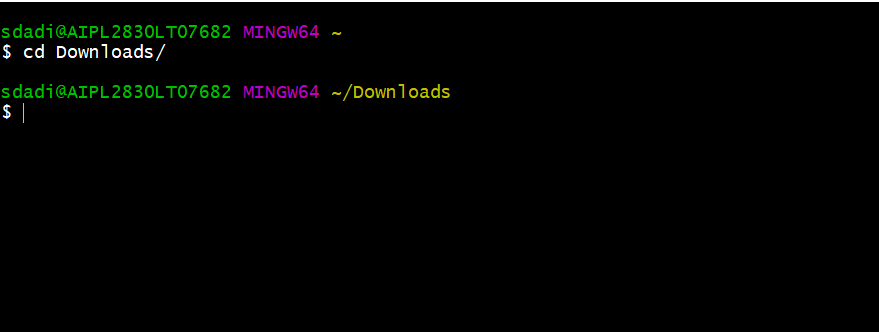 sdadi@AIPL2830LT07682 MINGW64 ~
$ cd Downloads/
sdadi@AIPL2830LT07682 MINGW64 ~/Downloads
$